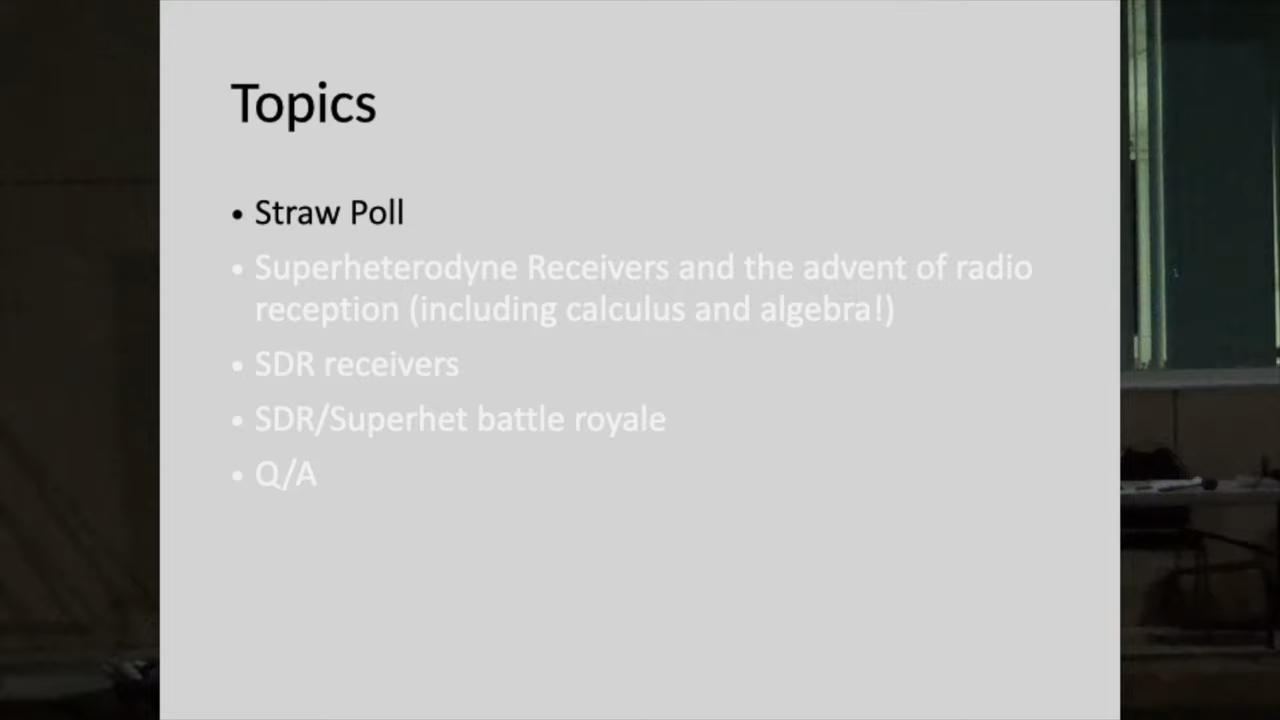 Topics
• Straw Poll
• Superheterodyne Receivers and the advent of radio
reception (including calculus and algebra!)
• SDR receivers
• SDR/Superhet battle royale
• Q/A